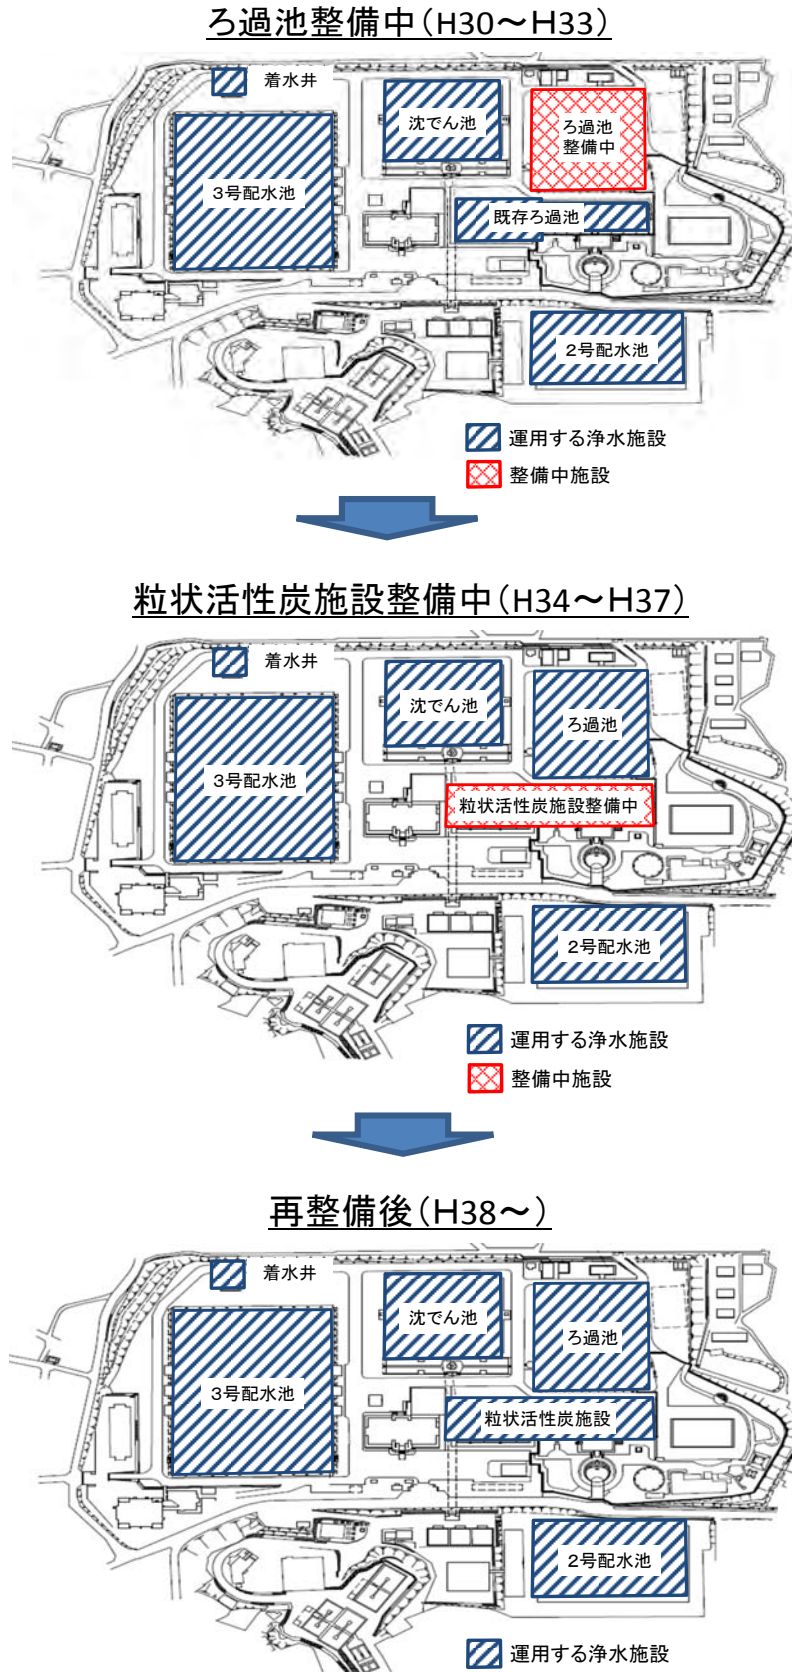 ろ過池整備中（H30～H33）
着水井
沈でん池
ろ過池
整備中
3号配水池
既存ろ過池
2号配水池
運用する浄水施設
整備中施設
粒状活性炭施設整備中（H34～H37）
着水井
沈でん池
ろ過池
3号配水池
粒状活性炭施設整備中
2号配水池
運用する浄水施設
整備中施設
再整備後（H38～）
着水井
沈でん池
ろ過池
3号配水池
粒状活性炭施設
2号配水池
運用する浄水施設